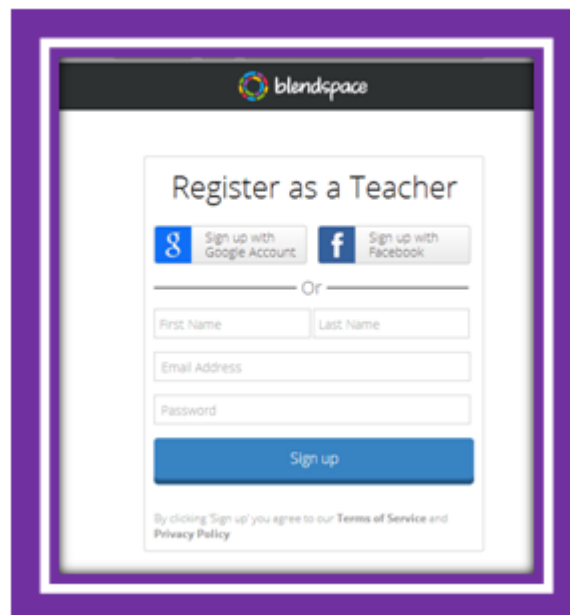 blendspace
Register as a Teacher
Sign up with
Google Account
Sign up with
Facebook
Or
First Name Last Name
Email Address
Password
Sign up
By clicking 'Sign up' you agree to our Terms of Service and
Privacy Policy